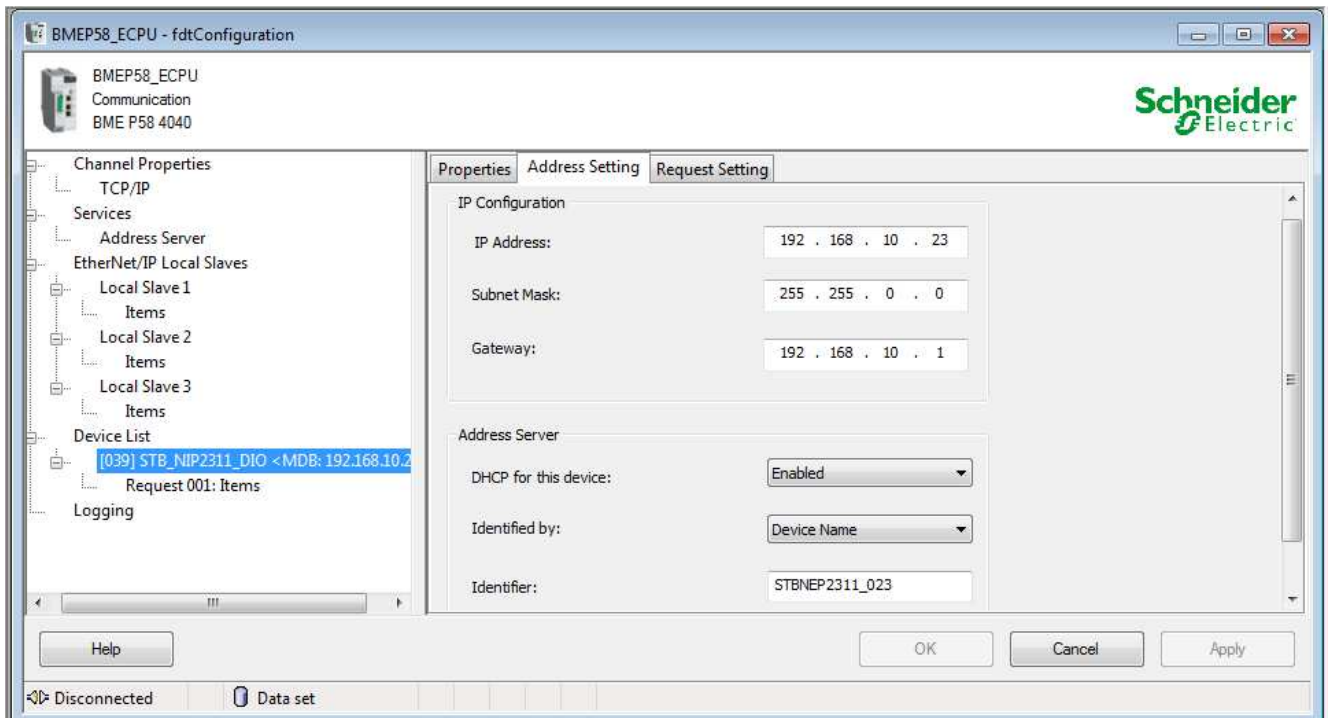 BMEP58_ECPU - fdtConfiguration
BMEP58_ECPU
Communication
BME P58 4040
Schneider
Electric
Channel Properties
TCP/IP
Services
Address Server
EtherNet/IP Local Slaves
Local Slave 1
Items
Local Slave 2
Items
Local Slave 3
Items
Device List
[039] STB_NIP2311_DIO <MDB: 192.168.10.2
Request 001: Items
Logging
Properties Address Setting Request Setting
IP Configuration
IP Address: 192 . 168 . 10 . 23
Subnet Mask: 255 . 255 . 0 . 0
Gateway: 192 . 168 . 10 . 1
Address Server
DHCP for this device: Enabled
Identified by: Device Name
Identifier: STBNEP2311_023
Help OK Cancel Apply
Disconnected Data set